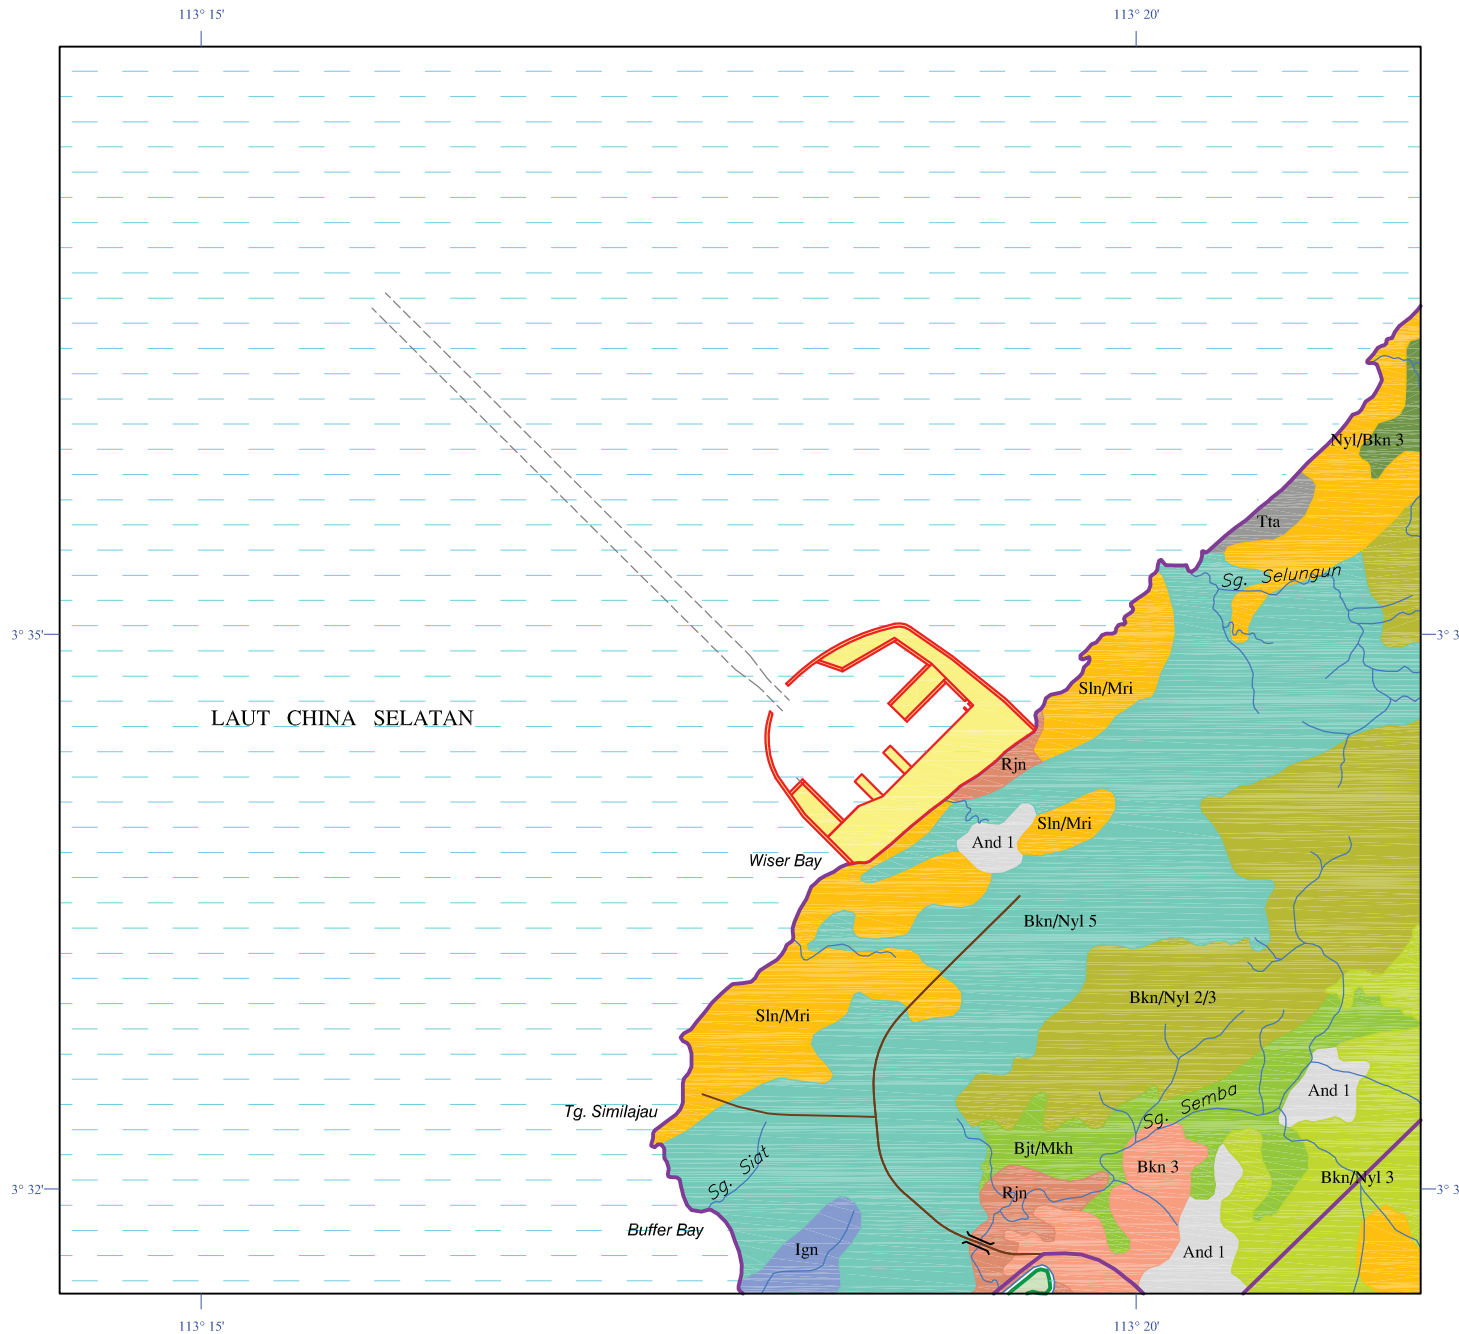 113° 15'
113° 20'
Nyl/Bkn 3
Tta
Sg. Selungun
3° 35'
3° 3
Sln/Mri
LAUT CHINA SELATAN
Rjn
Sln/Mri
And 1
Wiser Bay
Bkn/Nyl 5
Bkn/Nyl 2/3
Sln/Mri
And 1
Tg. Similajau
Sg. Semba
Bjt/Mkh
Bkn 3
Bkn/Nyl 3
Sg. Siat
3° 32'
Rjn
3° 3
Buffer Bay
Ign
And 1
113° 15'
113° 20'